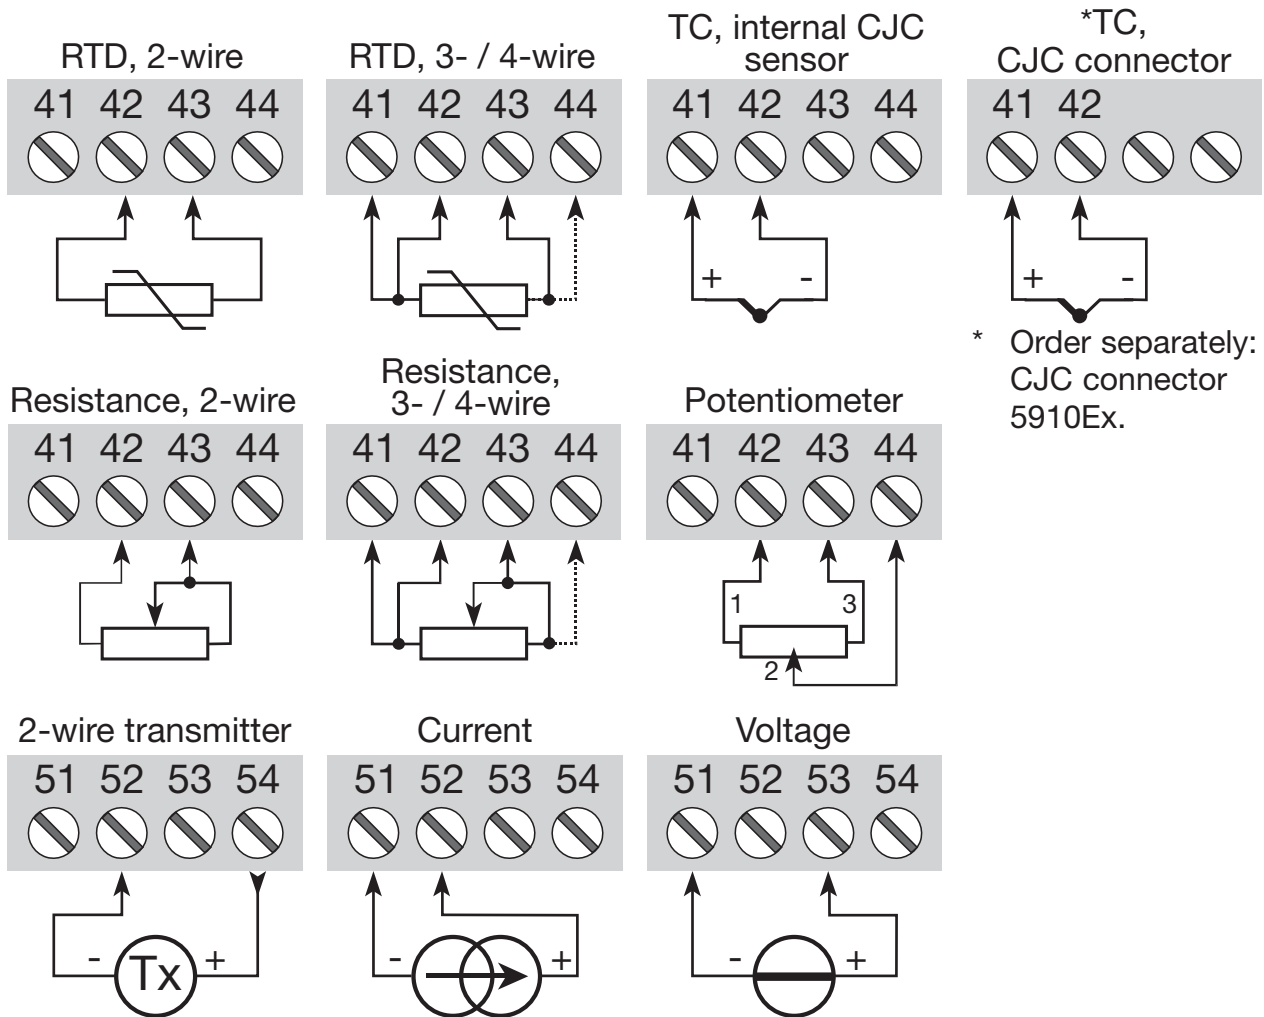 RTD, 2-wire
41 42 43 44
RTD, 3- / 4-wire
41 42 43 44
TC, internal CJC
sensor
41 42 43 44
+ -
*TC,
CJC connector
41 42
+ -
* Order separately:
CJC connector
5910Ex.
Resistance, 2-wire
41 42 43 44
Resistance,
3- / 4-wire
41 42 43 44
Potentiometer
41 42 43 44
1 3
2
2-wire transmitter
51 52 53 54
- Tx +
Current
51 52 53 54
- +
Voltage
51 52 53 54
- +